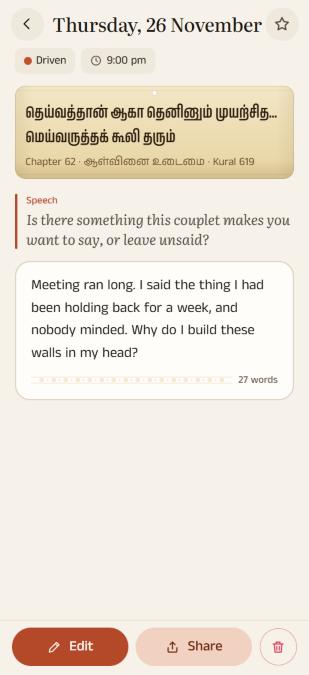 Thursday, 26 November
Driven
9:00 pm
தெய்வத்தான் ஆகா தெனினும் முயற்சித...
மெய்வருத்தக் கூலி தரும்
Chapter 62 · ஆள்வினை உடைமை · Kural 619
Speech
Is there something this couplet makes you
want to say, or leave unsaid?
Meeting ran long. I said the thing I had
been holding back for a week, and
nobody minded. Why do I build these
walls in my head?
27 words
Edit
Share